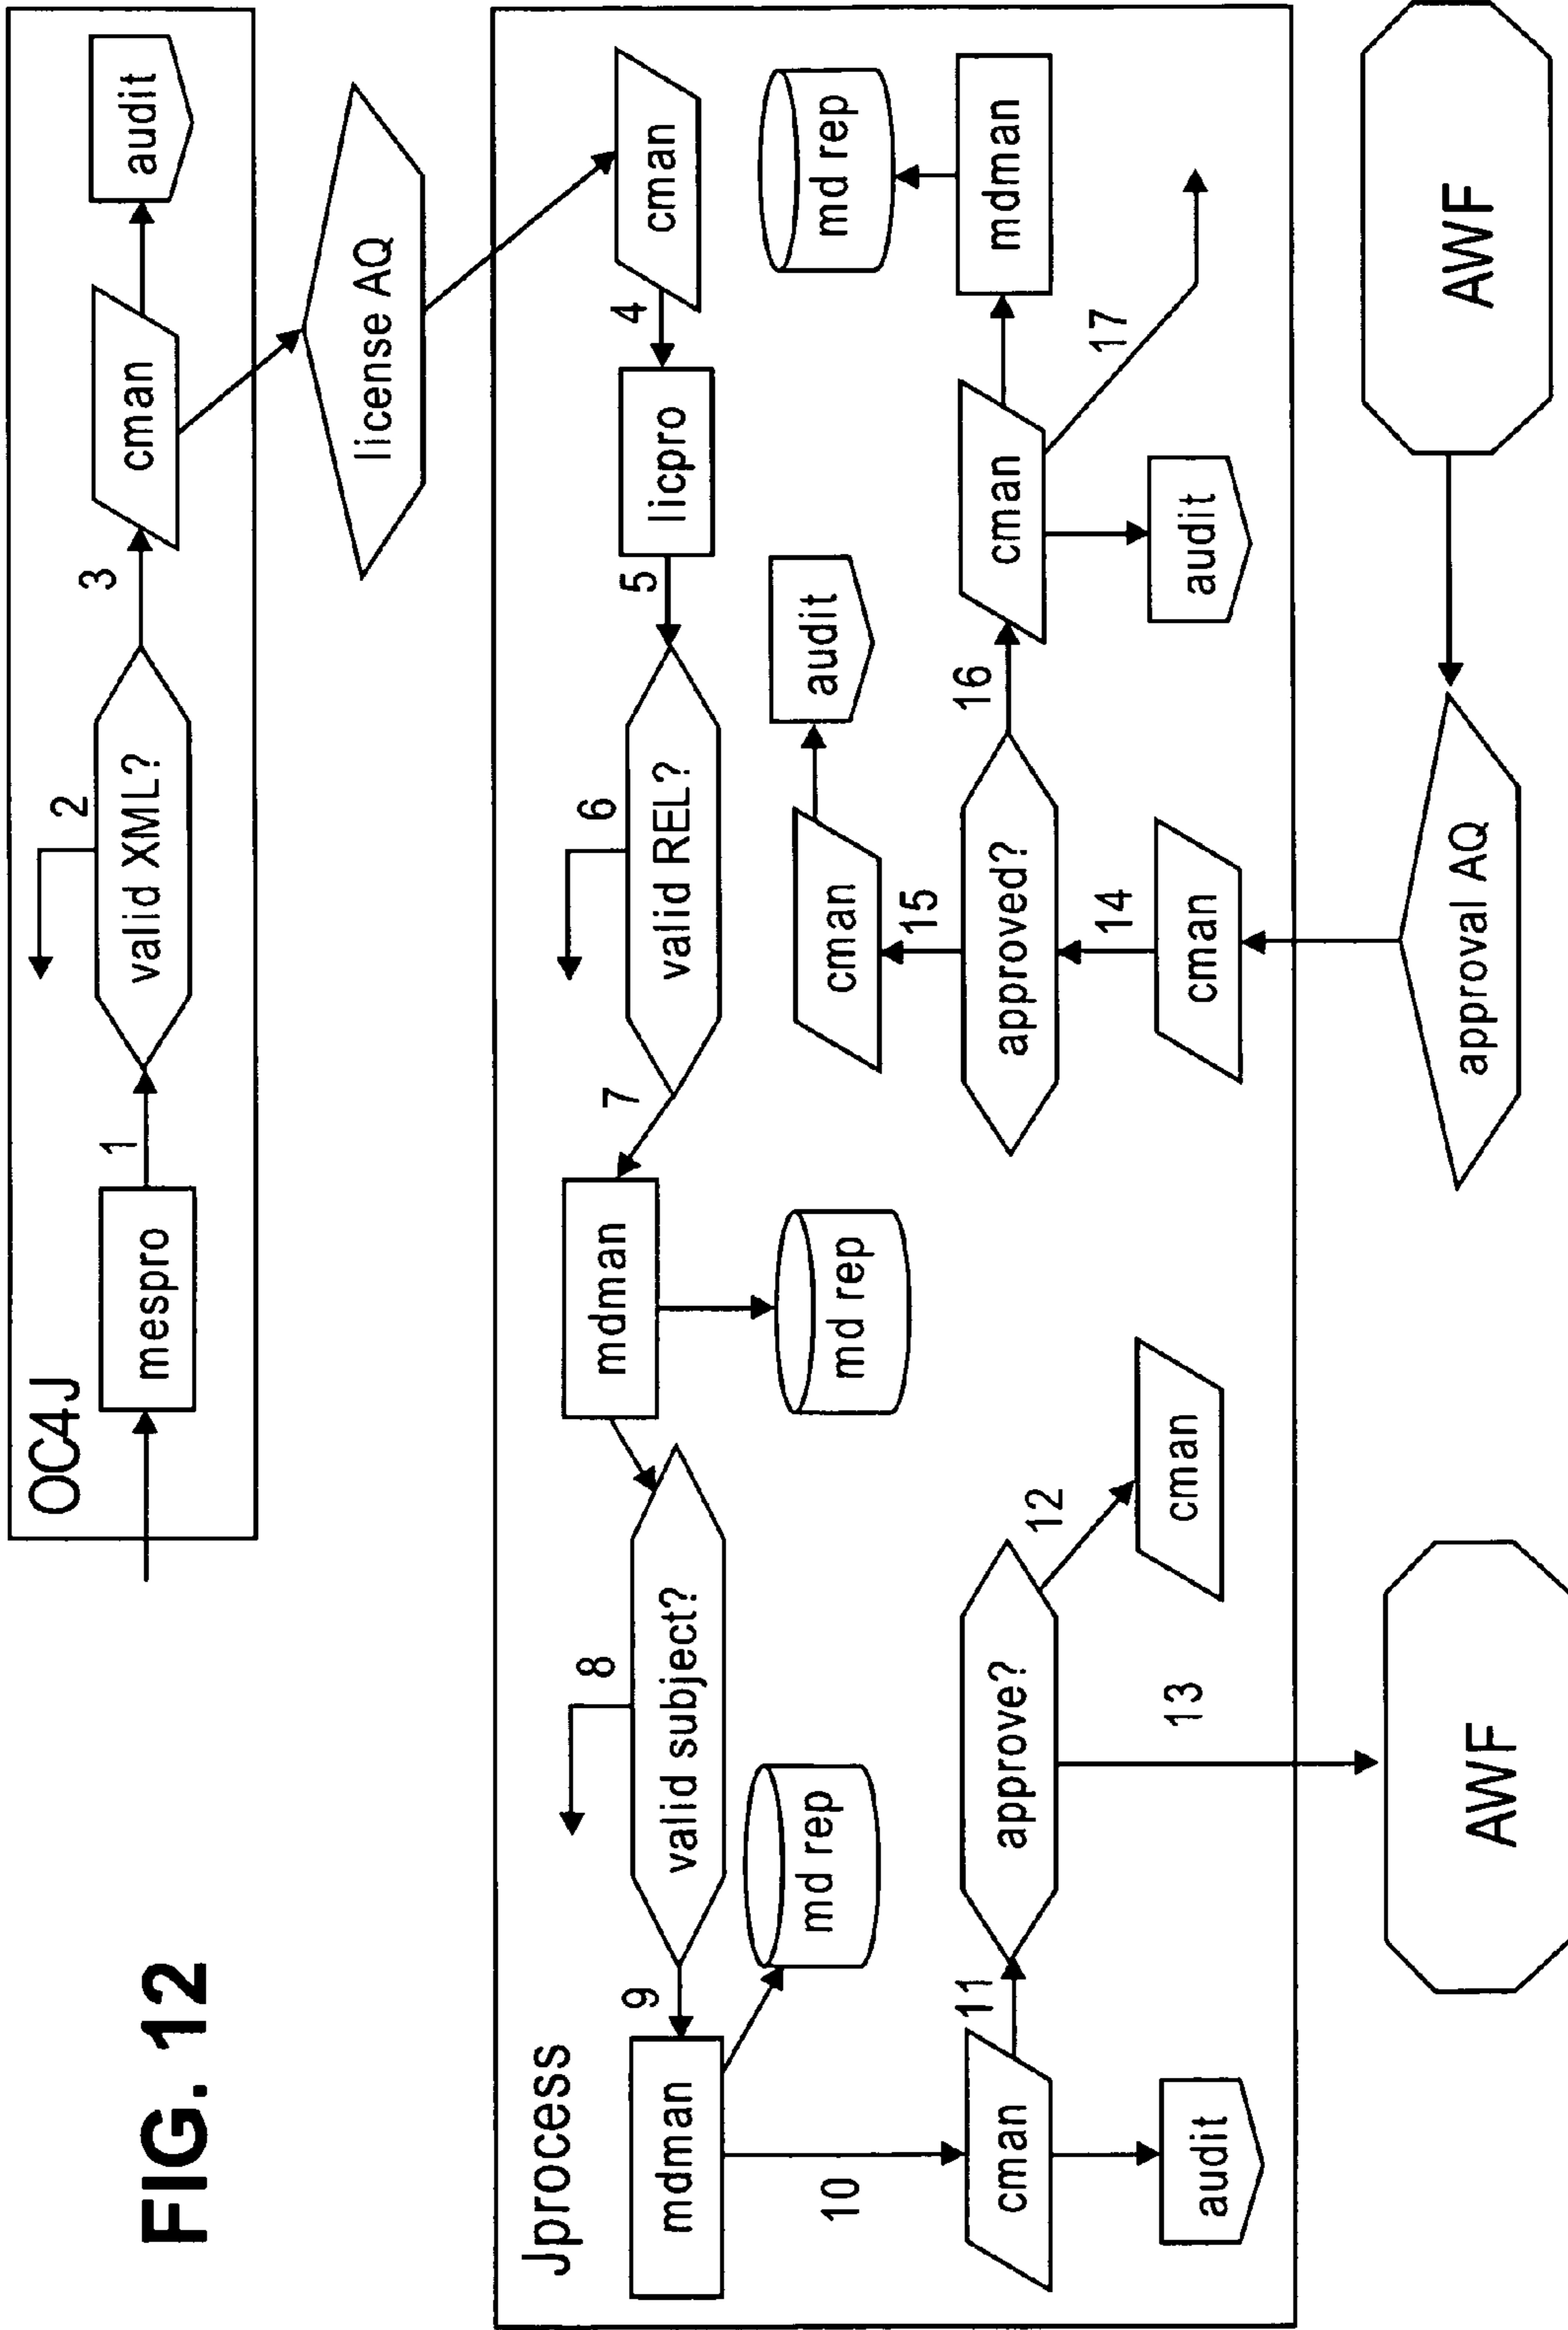 FIG. 12
OC4J
mespro
1
valid XML?
2
3
cman
audit
license AQ
Jprocess
cman
4
licpro
5
valid REL?
6
7
mdman
md rep
valid subject?
8
9
mdman
md rep
10
cman
audit
11
approve?
12
cman
13
AWF
AWF
approval AQ
cman
14
approved?
15
cman
audit
16
cman
audit
17
mdman
md rep